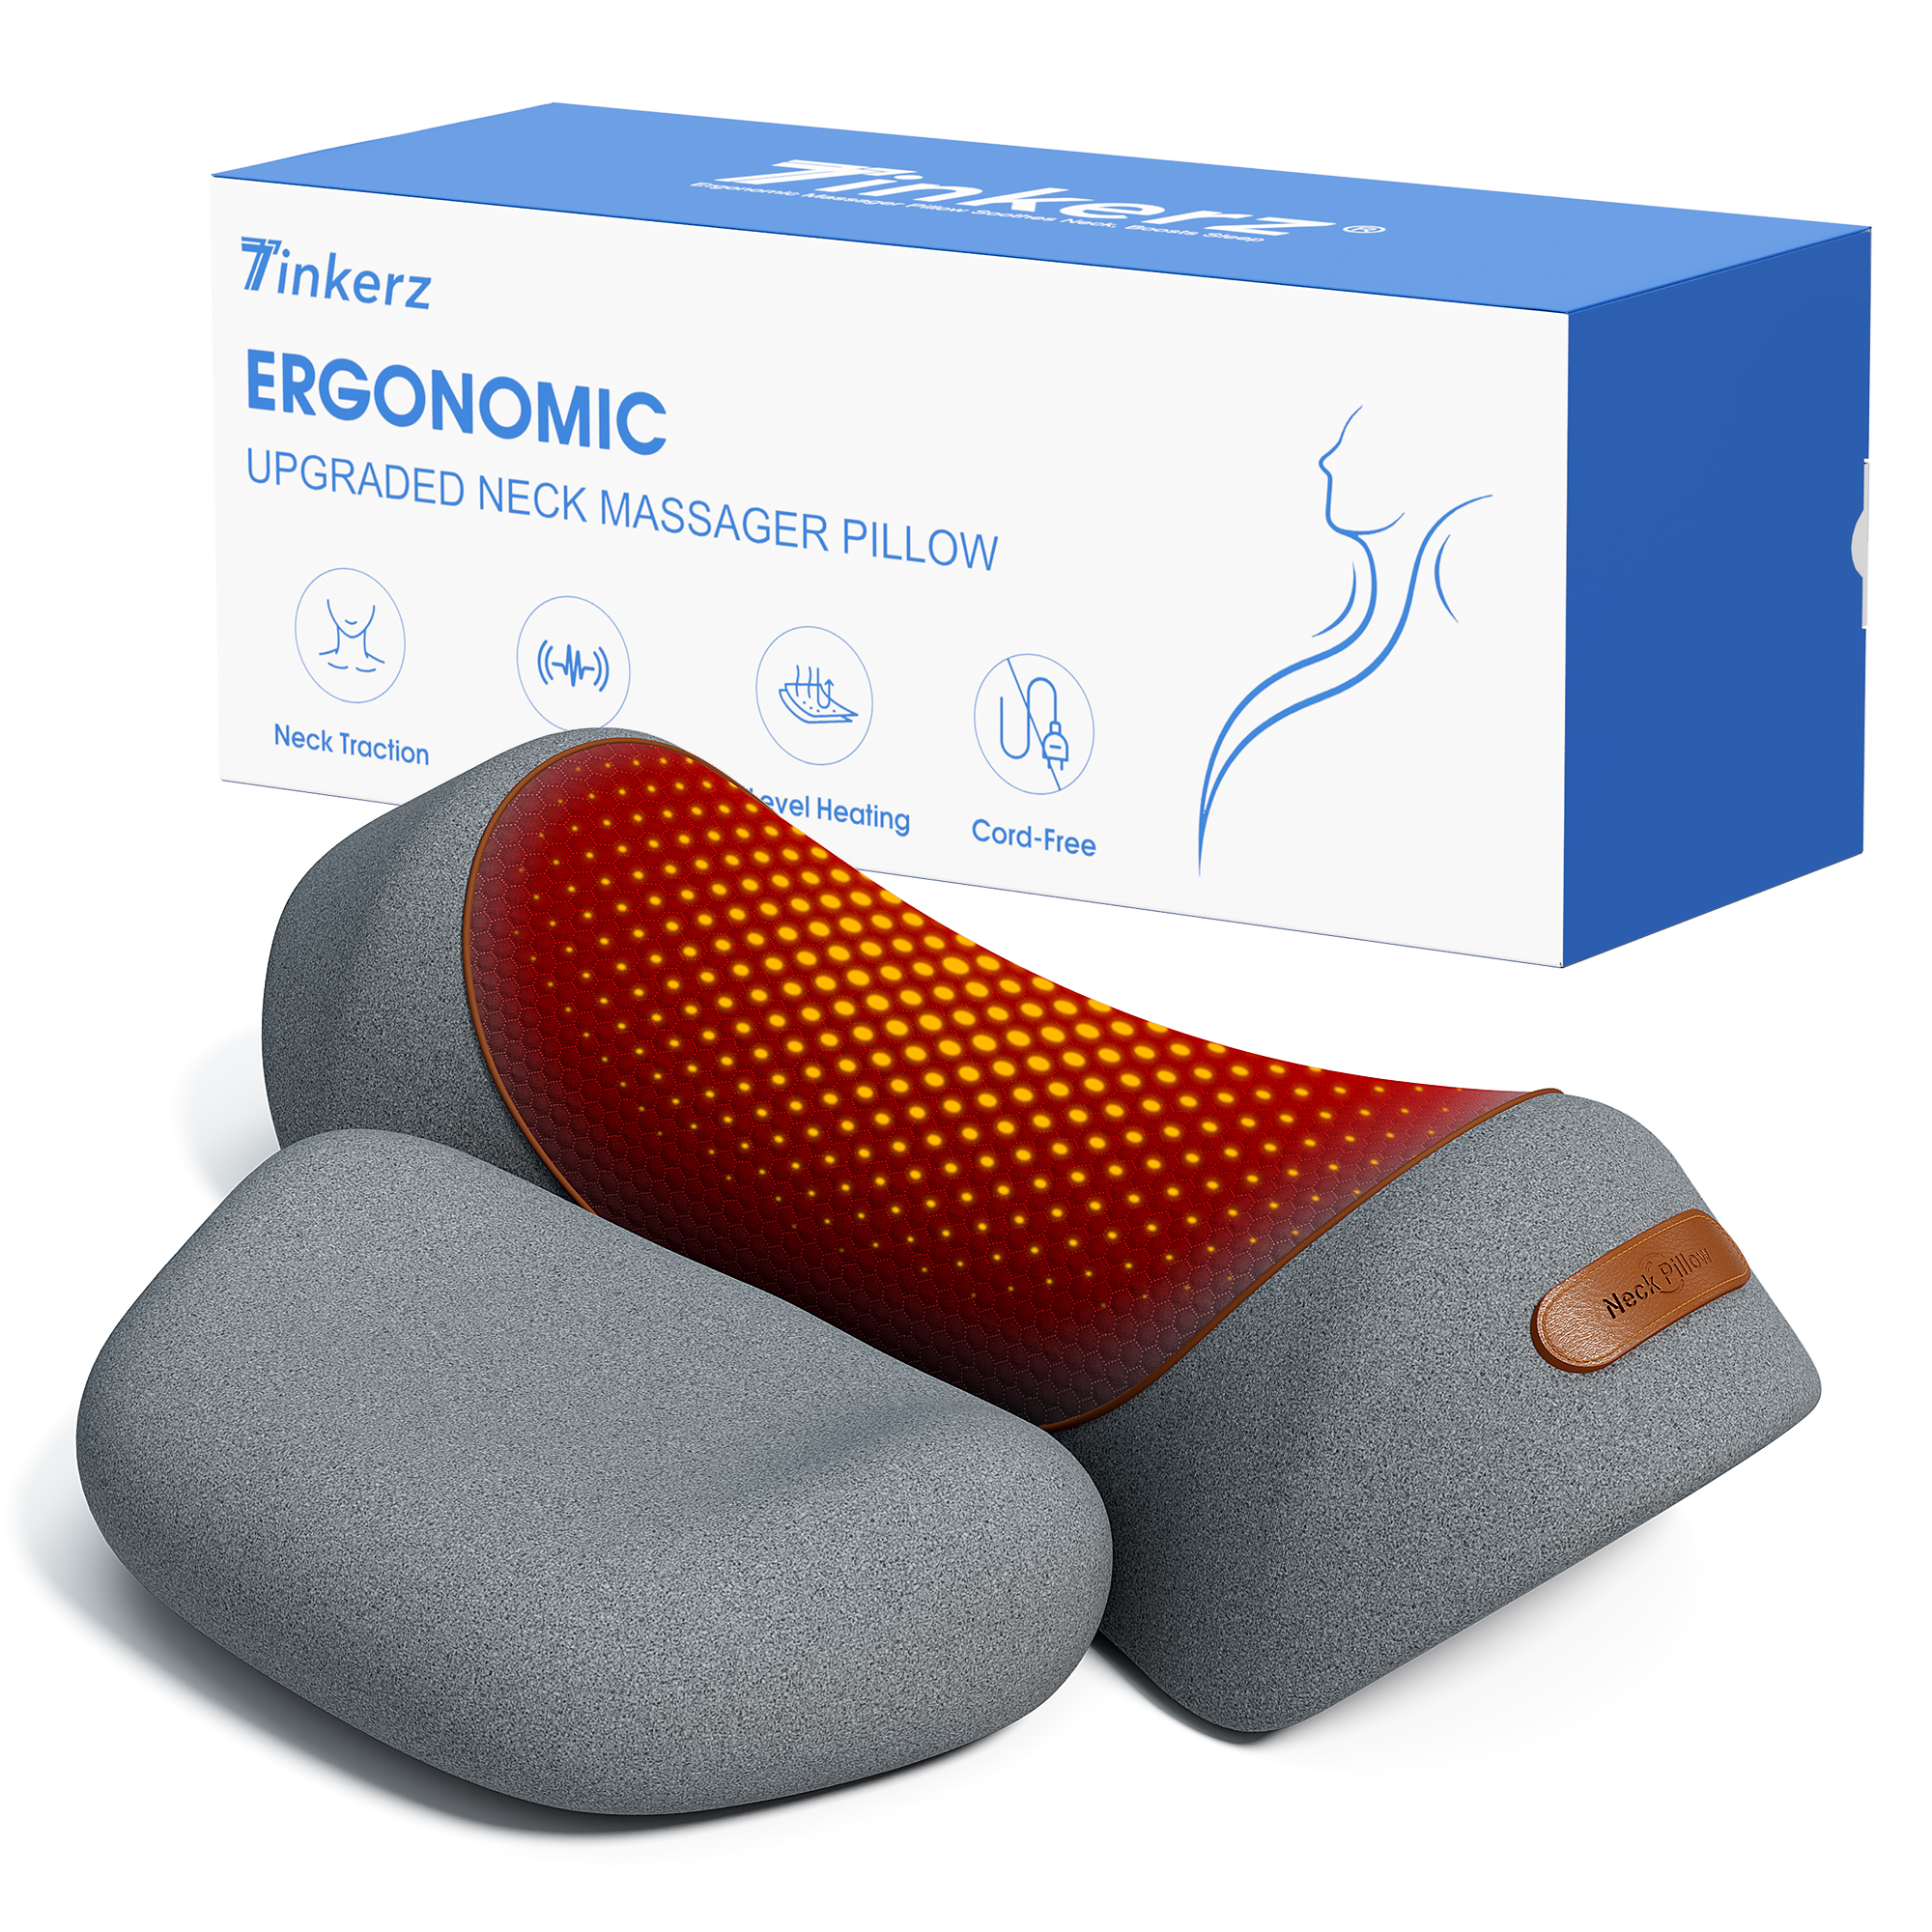 Tinkerz®
Ergonomic Massager Pillow Soothes Neck, Boosts Sleep
Tinkerz
ERGONOMIC
UPGRADED NECK MASSAGER PILLOW
Neck Traction
Level Heating
Cord-Free
Neck Pillow